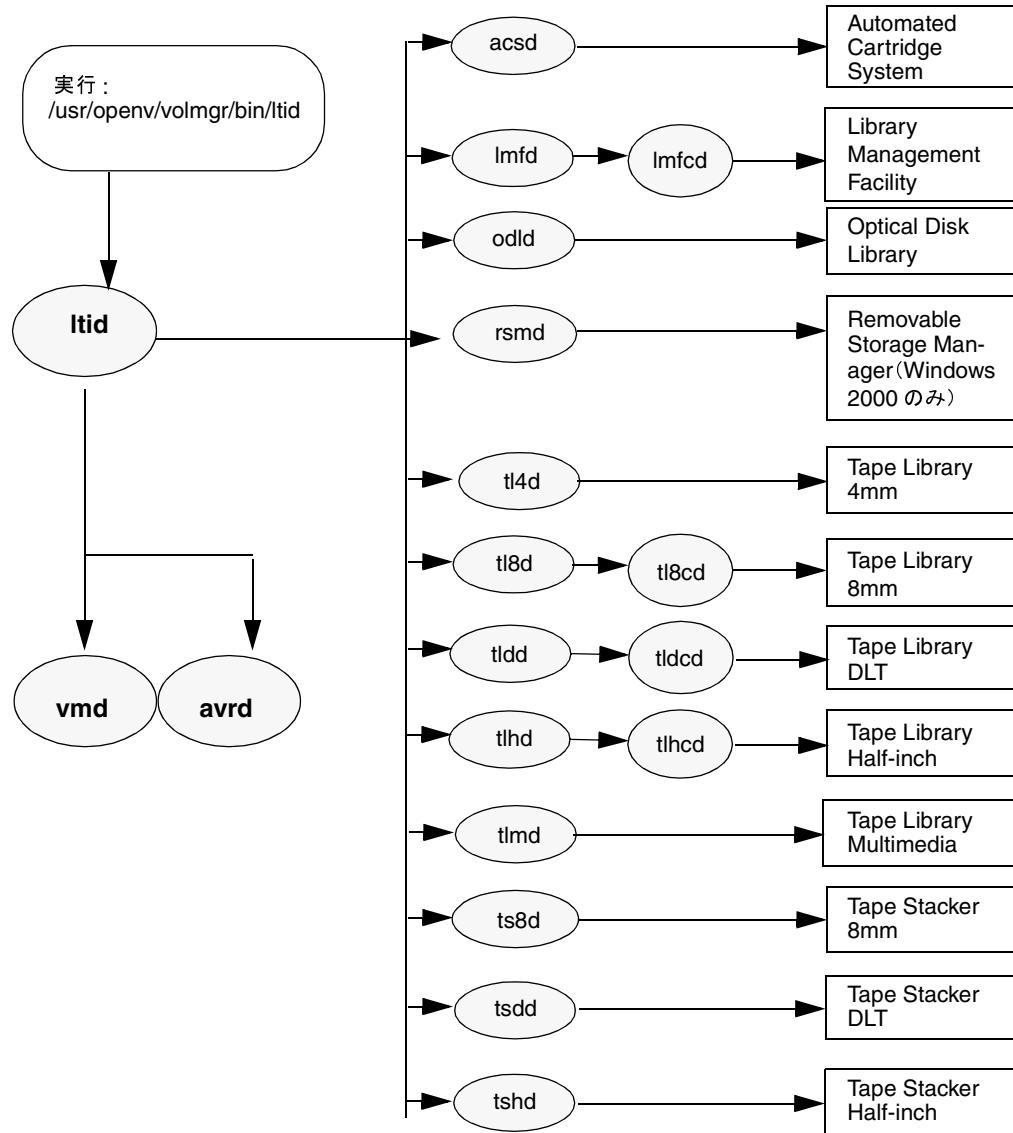 実行：
/usr/openv/volmgr/bin/ltid
ltid
vmd
avrd
acsd
Automated
Cartridge
System
lmfd
lmfcd
Library
Management
Facility
odld
Optical Disk
Library
rsmd
Removable
Storage Man-
ager（Windows
2000 のみ）
tl4d
Tape Library
4mm
tl8d
tl8cd
Tape Library
8mm
tldd
tldcd
Tape Library
DLT
tlhd
tlhcd
Tape Library
Half-inch
tlmd
Tape Library
Multimedia
ts8d
Tape Stacker
8mm
tsdd
Tape Stacker
DLT
tshd
Tape Stacker
Half-inch